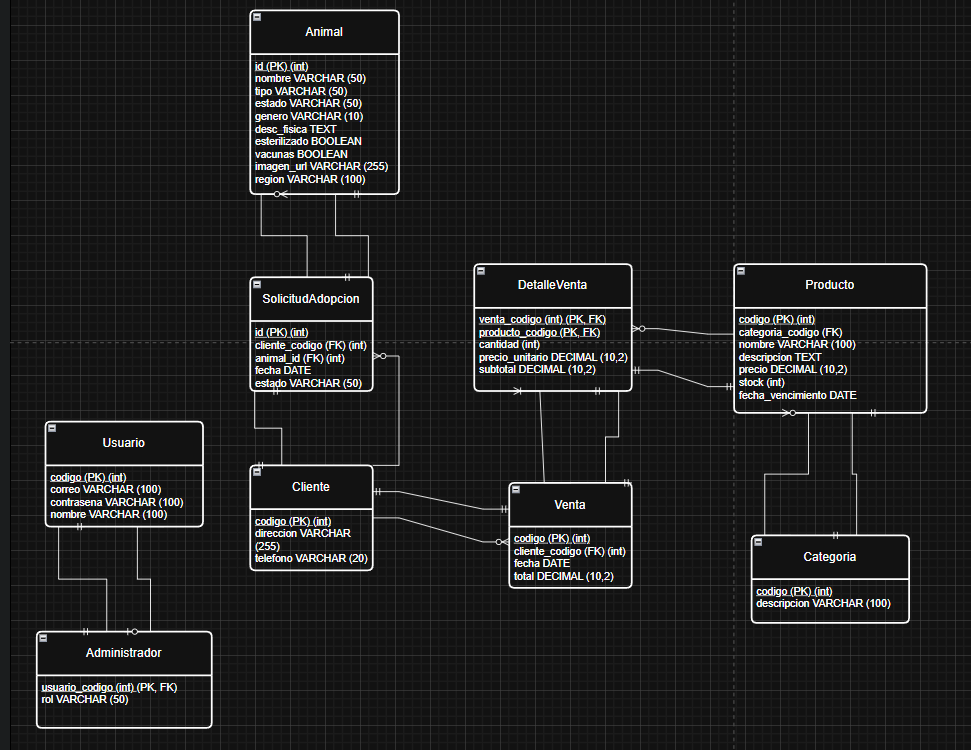 Animal
id (PK) (int)
nombre VARCHAR (50)
tipo VARCHAR (50)
estado VARCHAR (50)
genero VARCHAR (10)
desc_fisica TEXT
esterilizado BOOLEAN
vacunas BOOLEAN
imagen_url VARCHAR (255)
region VARCHAR (100)
SolicitudAdopcion
id (PK) (int)
cliente_codigo (FK) (int)
animal_id (FK) (int)
fecha DATE
estado VARCHAR (50)
DetalleVenta
venta_codigo (int) (PK, FK)
producto_codigo (PK, FK)
cantidad (int)
precio_unitario DECIMAL (10,2)
subtotal DECIMAL (10,2)
Producto
codigo (PK) (int)
categoria_codigo (FK)
nombre VARCHAR (100)
descripcion TEXT
precio DECIMAL (10,2)
stock (int)
fecha_vencimiento DATE
Usuario
codigo (PK) (int)
correo VARCHAR (100)
contrasena VARCHAR (100)
nombre VARCHAR (100)
Cliente
codigo (PK) (int)
direccion VARCHAR
(255)
telefono VARCHAR (20)
Venta
codigo (PK) (int)
cliente_codigo (FK) (int)
fecha DATE
total DECIMAL (10,2)
Categoria
codigo (PK) (int)
descripcion VARCHAR (100)
Administrador
usuario_codigo (int) (PK, FK)
rol VARCHAR (50)